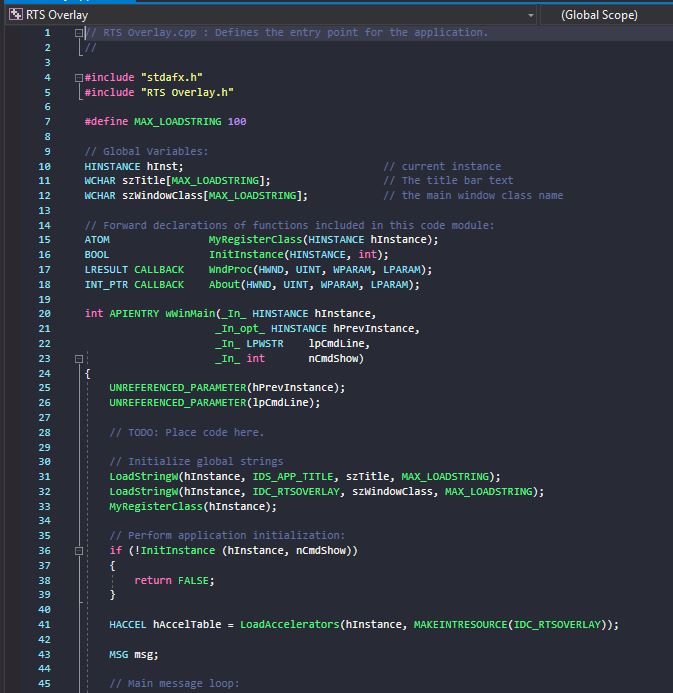 RTS Overlay (Global Scope)
1 // RTS Overlay.cpp : Defines the entry point for the application.
2 //
3
4 #include "stdafx.h"
5 #include "RTS Overlay.h"
6
7 #define MAX_LOADSTRING 100
8
9 // Global Variables:
10 HINSTANCE hInst; // current instance
11 WCHAR szTitle[MAX_LOADSTRING]; // The title bar text
12 WCHAR szWindowClass[MAX_LOADSTRING]; // the main window class name
13
14 // Forward declarations of functions included in this code module:
15 ATOM MyRegisterClass(HINSTANCE hInstance);
16 BOOL InitInstance(HINSTANCE, int);
17 LRESULT CALLBACK WndProc(HWND, UINT, WPARAM, LPARAM);
18 INT_PTR CALLBACK About(HWND, UINT, WPARAM, LPARAM);
19
20 int APIENTRY wWinMain(_In_ HINSTANCE hInstance,
21 _In_opt_ HINSTANCE hPrevInstance,
22 _In_ LPWSTR lpCmdLine,
23 _In_ int nCmdShow)
24 {
25 UNREFERENCED_PARAMETER(hPrevInstance);
26 UNREFERENCED_PARAMETER(lpCmdLine);
27
28 // TODO: Place code here.
29
30 // Initialize global strings
31 LoadStringW(hInstance, IDS_APP_TITLE, szTitle, MAX_LOADSTRING);
32 LoadStringW(hInstance, IDC_RTSOVERLAY, szWindowClass, MAX_LOADSTRING);
33 MyRegisterClass(hInstance);
34
35 // Perform application initialization:
36 if (!InitInstance (hInstance, nCmdShow))
37 {
38 return FALSE;
39 }
40
41 HACCEL hAccelTable = LoadAccelerators(hInstance, MAKEINTRESOURCE(IDC_RTSOVERLAY));
42
43 MSG msg;
44
45 // Main message loop: